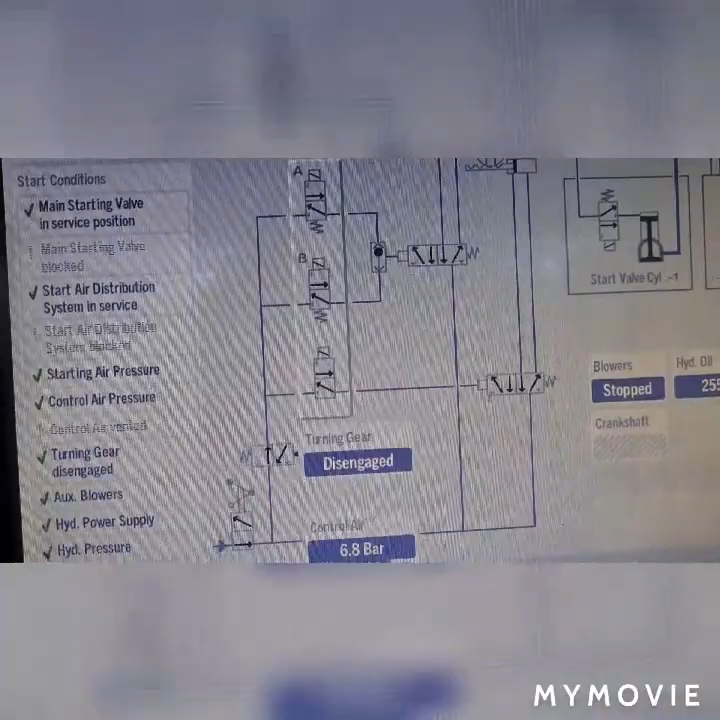 Start Conditions
Main Starting Valve
in service position
Main Starting Valve
blocked
Start Air Distribution
System in service
Start Air Distribution
System blocked
Starting Air Pressure
Control Air Pressure
Control Air vented
Turning Gear
disengaged
Aux. Blowers
Hyd. Power Supply
Hyd. Pressure
A
B
Turning Gear
Disengaged
Control Air
6.8 Bar
Start Valve Cyl .-1
Blowers
Stopped
Hyd. Oil
255
Crankshaft
MYMOVIE